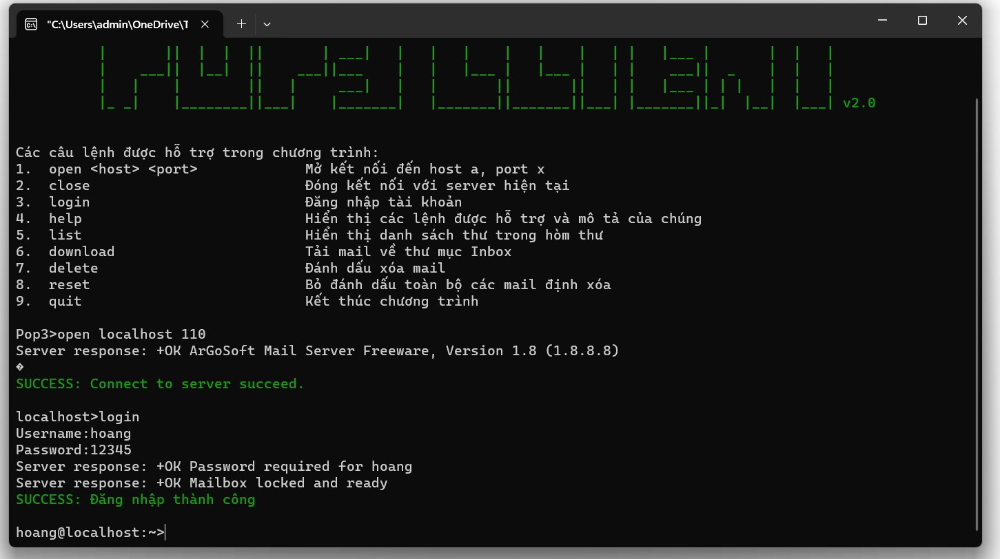 "C:\Users\admin\OneDrive\T
v2.0
Các câu lệnh được hỗ trợ trong chương trình:
1. open <host> <port> Mở kết nối đến host a, port x
2. close Đóng kết nối với server hiện tại
3. login Đăng nhập tài khoản
4. help Hiển thị các lệnh được hỗ trợ và mô tả của chúng
5. list Hiển thị danh sách thư trong hòm thư
6. download Tải mail về thư mục Inbox
7. delete Đánh dấu xóa mail
8. reset Bỏ đánh dấu toàn bộ các mail định xóa
9. quit Kết thúc chương trình
Pop3>open localhost 110
Server response: +OK ArGoSoft Mail Server Freeware, Version 1.8 (1.8.8.8)
�
SUCCESS: Connect to server succeed.
localhost>login
Username:hoang
Password:12345
Server response: +OK Password required for hoang
Server response: +OK Mailbox locked and ready
SUCCESS: Đăng nhập thành công
hoang@localhost:~>